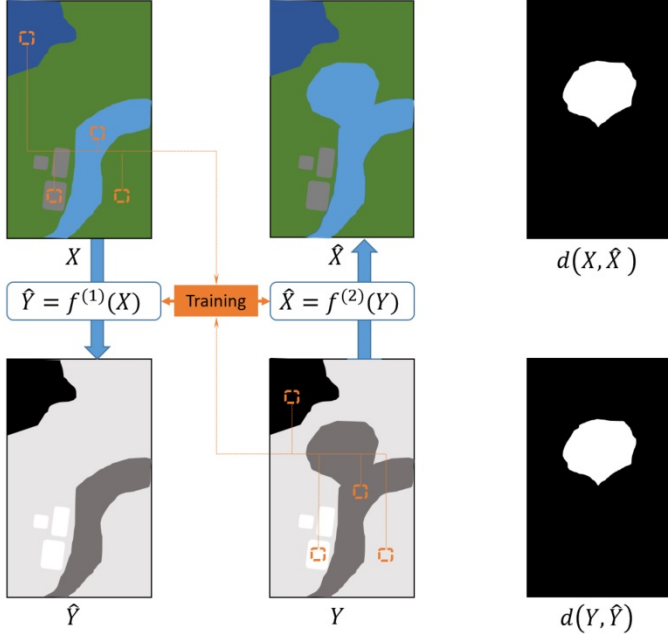 X
X̂
d(X, X̂)
Ŷ = f⁽¹⁾(X)
Training
X̂ = f⁽²⁾(Y)
Ŷ
Y
d(Y, Ŷ)